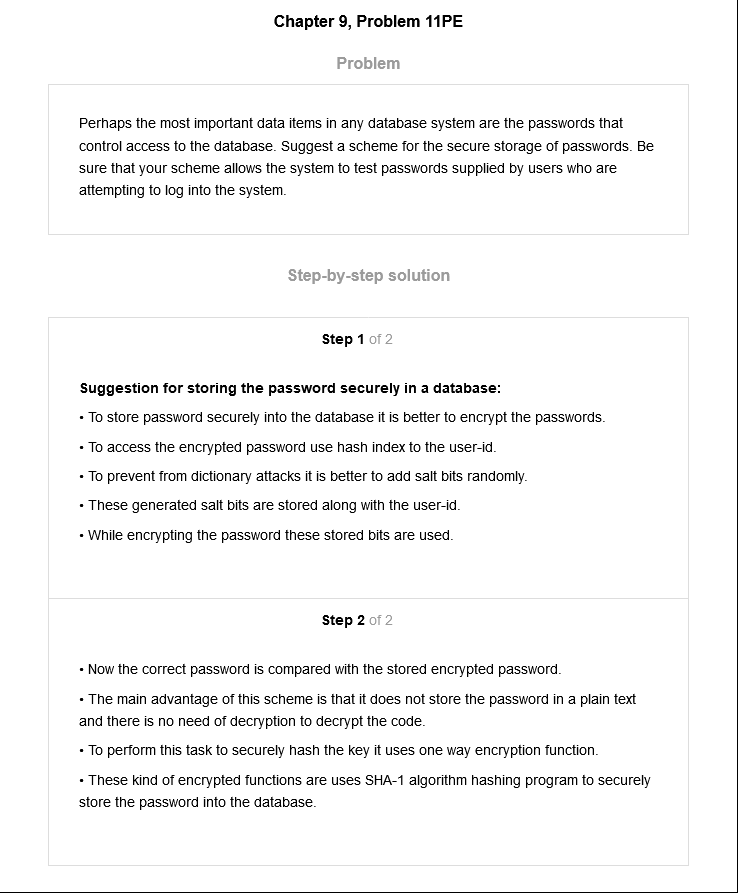 Chapter 9, Problem 11PE
Problem
Perhaps the most important data items in any database system are the passwords that
control access to the database. Suggest a scheme for the secure storage of passwords. Be
sure that your scheme allows the system to test passwords supplied by users who are
attempting to log into the system.
Step-by-step solution
Step 1 of 2
Suggestion for storing the password securely in a database:
• To store password securely into the database it is better to encrypt the passwords.
• To access the encrypted password use hash index to the user-id.
• To prevent from dictionary attacks it is better to add salt bits randomly.
• These generated salt bits are stored along with the user-id.
• While encrypting the password these stored bits are used.
Step 2 of 2
• Now the correct password is compared with the stored encrypted password.
• The main advantage of this scheme is that it does not store the password in a plain text
and there is no need of decryption to decrypt the code.
• To perform this task to securely hash the key it uses one way encryption function.
• These kind of encrypted functions are uses SHA-1 algorithm hashing program to securely
store the password into the database.